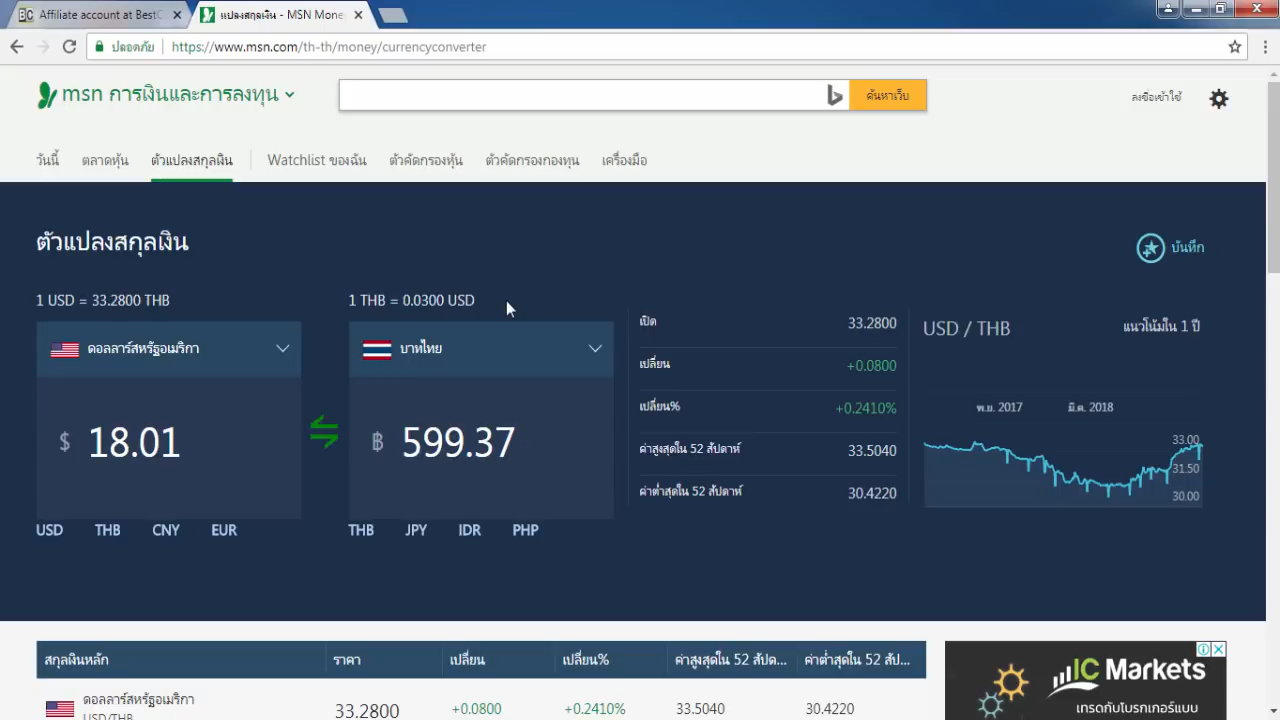 Affiliate account at BestC
แปลงสกุลเงิน - MSN Mone
ปลอดภัย
https://www.msn.com/th-th/money/currencyconverter
msn การเงินและการลงทุน
ค้นหาเว็บ
ลงชื่อเข้าใช้
วันนี้
ตลาดหุ้น
ตัวแปลงสกุลเงิน
Watchlist ของฉัน
ตัวคัดกรองหุ้น
ตัวคัดกรองกองทุน
เครื่องมือ
ตัวแปลงสกุลเงิน
บันทึก
1 USD = 33.2800 THB
1 THB = 0.0300 USD
ดอลลาร์สหรัฐอเมริกา
บาทไทย
$ 18.01
฿ 599.37
USD THB CNY EUR
THB JPY IDR PHP
เปิด 33.2800
เปลี่ยน +0.0800
เปลี่ยน% +0.2410%
ค่าสูงสุดใน 52 สัปดาห์ 33.5040
ค่าต่ำสุดใน 52 สัปดาห์ 30.4220
USD / THB
แนวโน้มใน 1 ปี
พ.ย. 2017
มี.ค. 2018
33.00
31.50
30.00
สกุลเงินหลัก ราคา เปลี่ยน เปลี่ยน% ค่าสูงสุดใน 52 สัปด... ค่าต่ำสุดใน 52 สัป...
ดอลลาร์สหรัฐอเมริกา
USD/THB
33.2800 +0.0800 +0.2410% 33.5040 30.4220
IC Markets
เทรดกับโบรกเกอร์แบบ